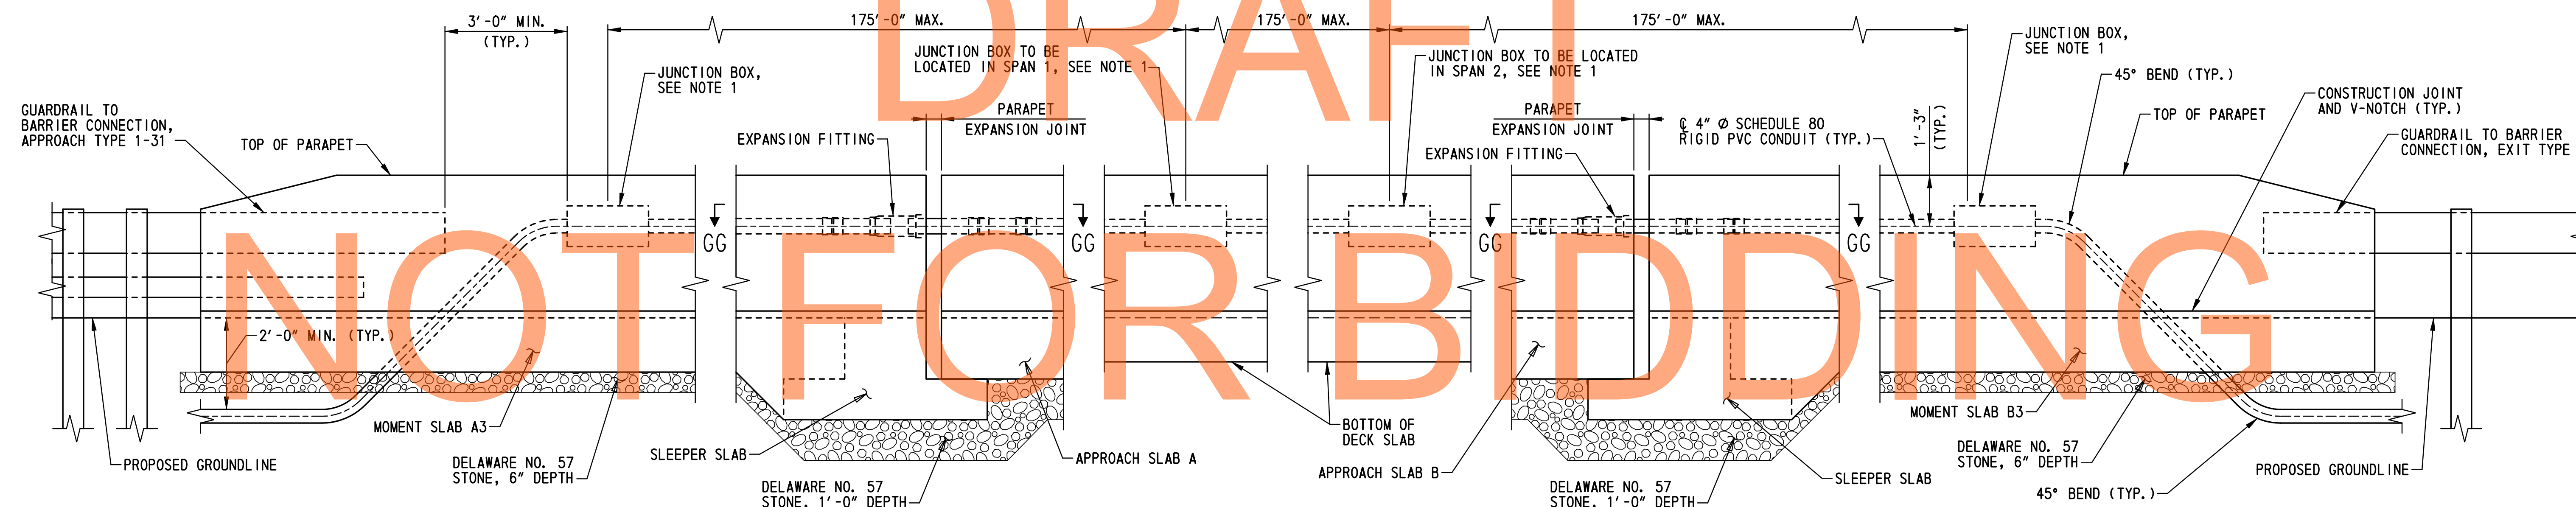 DRAFT
NOT FOR BIDDING
3'-0" MIN.
(TYP.)
175'-0" MAX.
175'-0" MAX.
175'-0" MAX.
GUARDRAIL TO
BARRIER CONNECTION,
APPROACH TYPE 1-31
TOP OF PARAPET
JUNCTION BOX,
SEE NOTE 1
EXPANSION FITTING
JUNCTION BOX TO BE
LOCATED IN SPAN 1, SEE NOTE 1
PARAPET
EXPANSION JOINT
JUNCTION BOX TO BE LOCATED
IN SPAN 2, SEE NOTE 1
PARAPET
EXPANSION JOINT
EXPANSION FITTING
℄ 4" Ø SCHEDULE 80
RIGID PVC CONDUIT (TYP.)
1'-3"
(TYP.)
JUNCTION BOX,
SEE NOTE 1
45° BEND (TYP.)
TOP OF PARAPET
CONSTRUCTION JOINT
AND V-NOTCH (TYP.)
GUARDRAIL TO BARRIER
CONNECTION, EXIT TYPE
GG
GG
GG
GG
2'-0" MIN. (TYP.)
PROPOSED GROUNDLINE
MOMENT SLAB A3
DELAWARE NO. 57
STONE, 6" DEPTH
SLEEPER SLAB
DELAWARE NO. 57
STONE, 1'-0" DEPTH
APPROACH SLAB A
BOTTOM OF
DECK SLAB
APPROACH SLAB B
DELAWARE NO. 57
STONE, 1'-0" DEPTH
SLEEPER SLAB
MOMENT SLAB B3
DELAWARE NO. 57
STONE, 6" DEPTH
45° BEND (TYP.)
PROPOSED GROUNDLINE